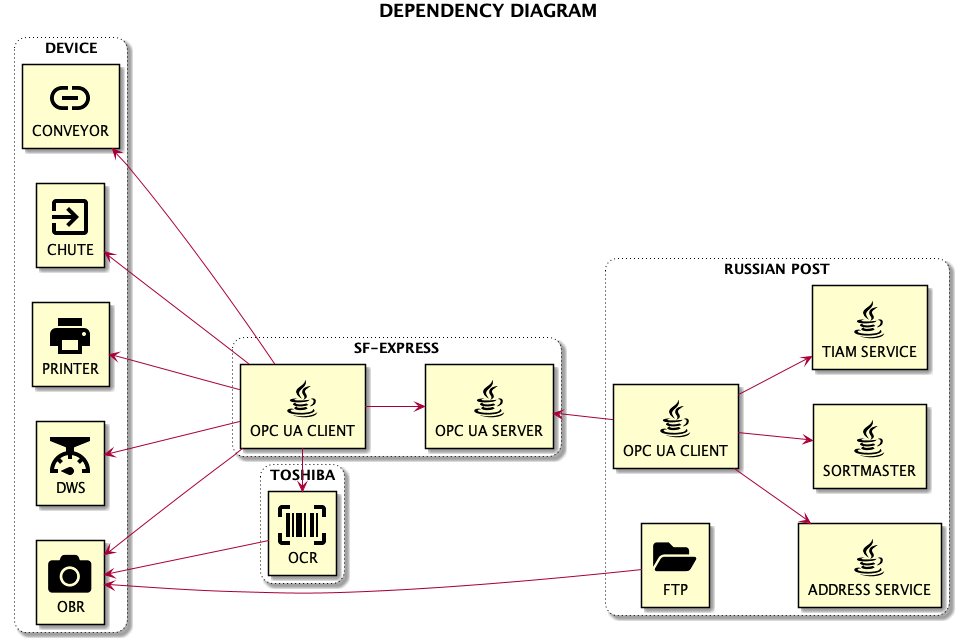 DEPENDENCY DIAGRAM
DEVICE
CONVEYOR
CHUTE
PRINTER
DWS
OBR
SF-EXPRESS
OPC UA CLIENT
OPC UA SERVER
TOSHIBA
OCR
RUSSIAN POST
OPC UA CLIENT
TIAM SERVICE
SORTMASTER
FTP
ADDRESS SERVICE